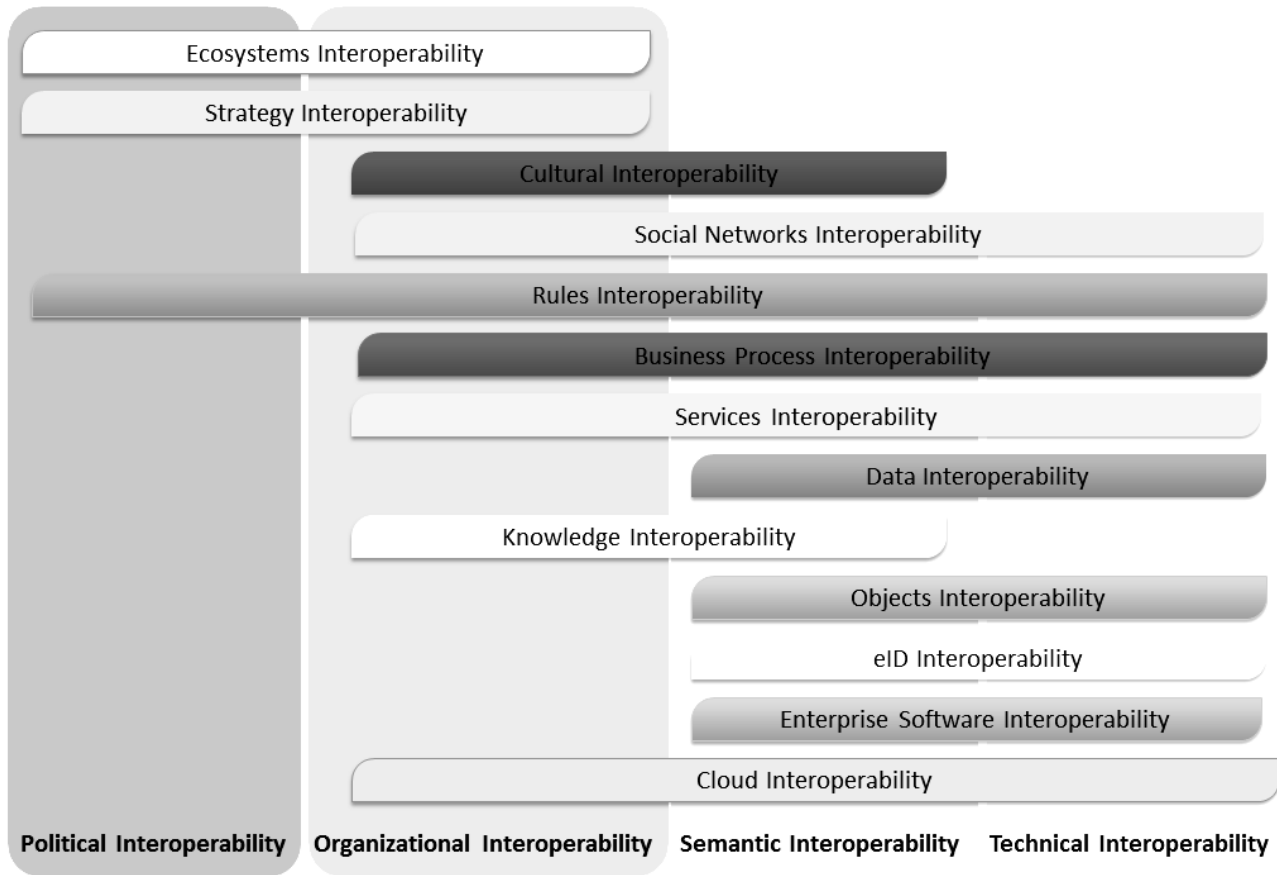 Ecosystems Interoperability
Strategy Interoperability
Cultural Interoperability
Social Networks Interoperability
Rules Interoperability
Business Process Interoperability
Services Interoperability
Data Interoperability
Knowledge Interoperability
Objects Interoperability
eID Interoperability
Enterprise Software Interoperability
Cloud Interoperability
Political Interoperability Organizational Interoperability Semantic Interoperability Technical Interoperability